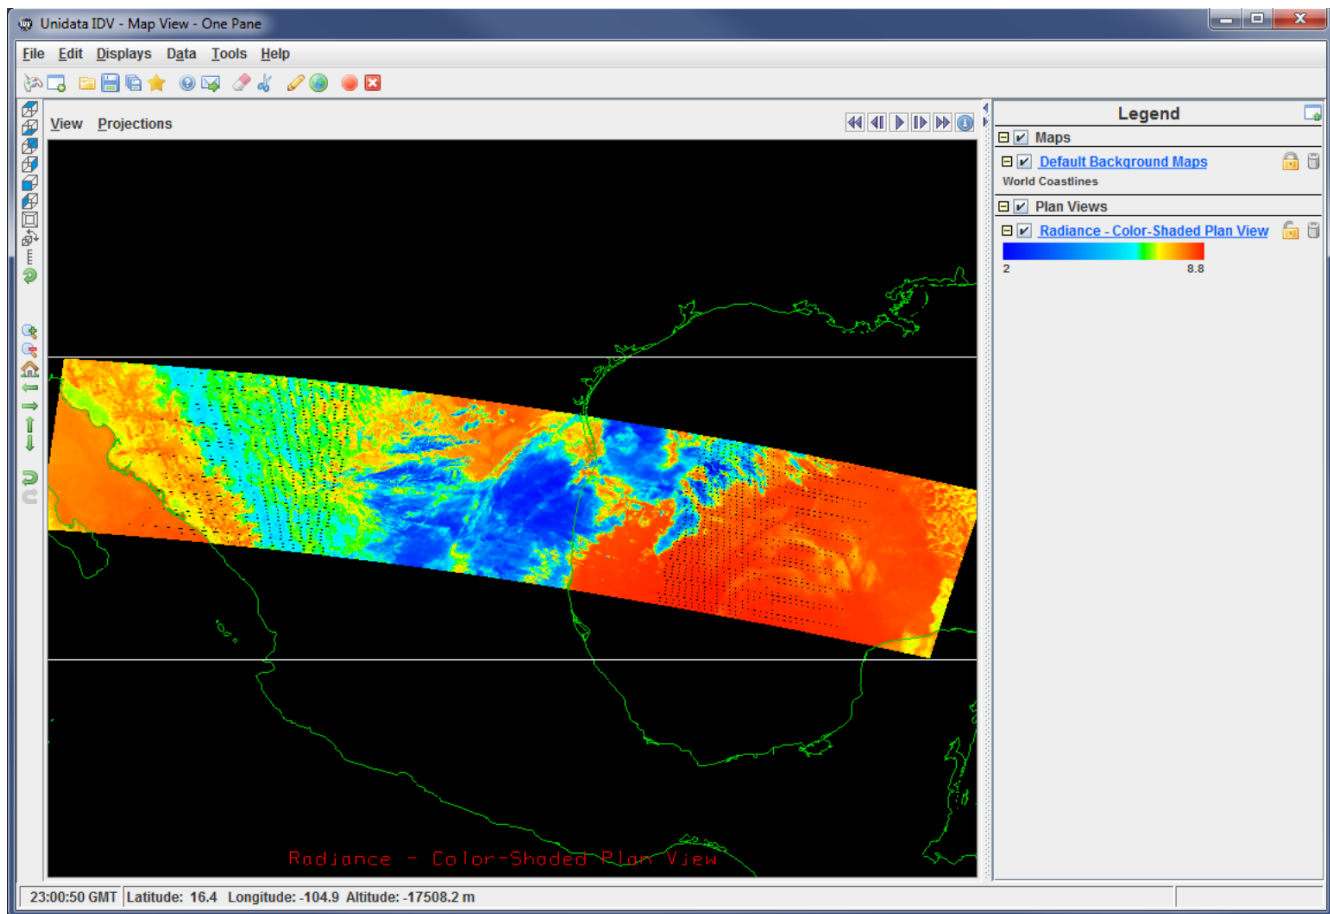 Unidata IDV - Map View - One Pane
File Edit Displays Data Tools Help
View Projections
Legend
Maps
Default Background Maps
World Coastlines
Plan Views
Radiance - Color-Shaded Plan View
2 8.8
Radiance - Color-Shaded Plan View
23:00:50 GMT Latitude: 16.4 Longitude: -104.9 Altitude: -17508.2 m